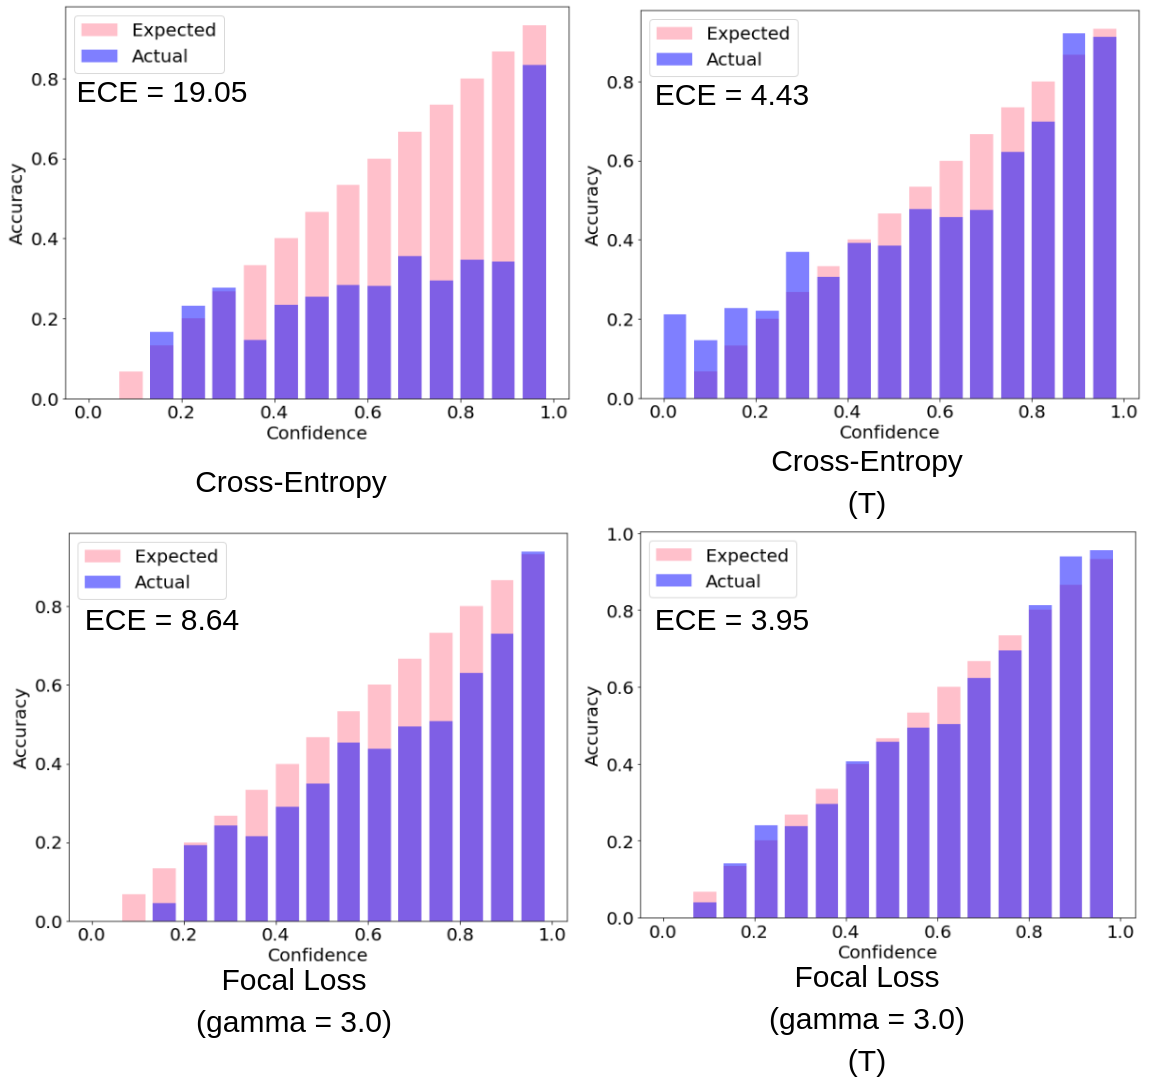 Expected
Actual
ECE = 19.05
Accuracy
0.8
0.6
0.4
0.2
0.0
0.0 0.2 0.4 0.6 0.8 1.0
Confidence
Cross-Entropy
Expected
Actual
ECE = 4.43
Accuracy
0.8
0.6
0.4
0.2
0.0
0.0 0.2 0.4 0.6 0.8 1.0
Confidence
Cross-Entropy
(T)
Expected
Actual
ECE = 8.64
Accuracy
0.8
0.6
0.4
0.2
0.0
0.0 0.2 0.4 0.6 0.8 1.0
Confidence
Focal Loss
(gamma = 3.0)
1.0
Expected
Actual
ECE = 3.95
Accuracy
0.8
0.6
0.4
0.2
0.0
0.0 0.2 0.4 0.6 0.8 1.0
Confidence
Focal Loss
(gamma = 3.0)
(T)